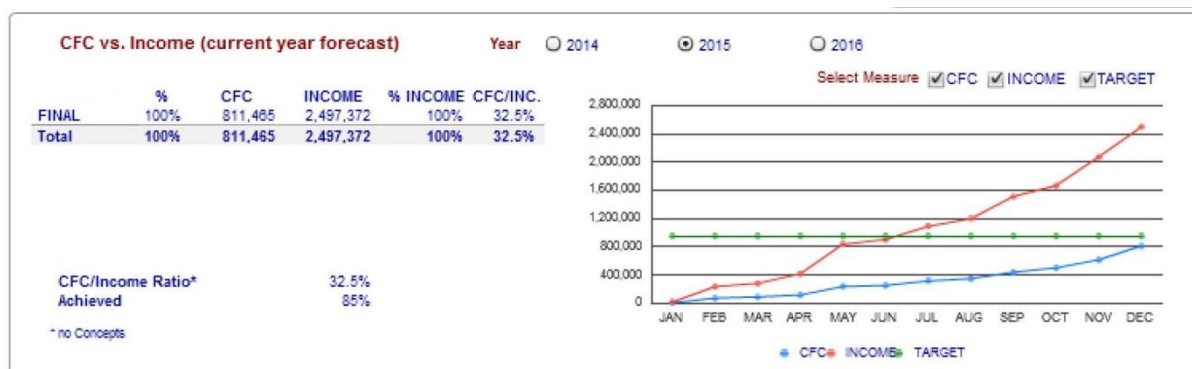 CFC vs. Income (current year forecast) Year 2014 2015 2016
Select Measure CFC INCOME TARGET
% CFC INCOME % INCOME CFC/INC.
FINAL 100% 811,465 2,497,372 100% 32.5%
Total 100% 811,465 2,497,372 100% 32.5%
CFC/Income Ratio* 32.5%
Achieved 85%
* no Concepts
2,800,000
2,400,000
2,000,000
1,600,000
1,200,000
800,000
400,000
0
JAN FEB MAR APR MAY JUN JUL AUG SEP OCT NOV DEC
CFC INCOME TARGET